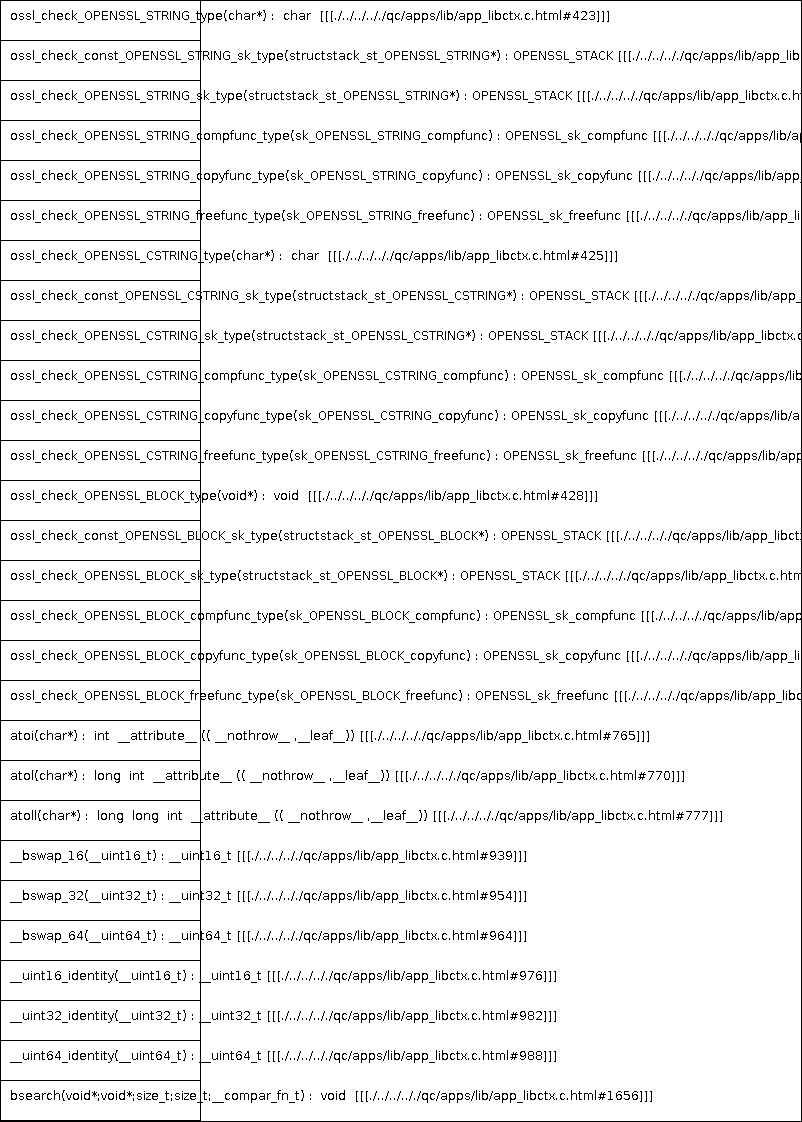 ossl_check_OPENSSL_STRING_type(char*) : char [[[./../../../qc/apps/lib/app_libctx.c.html#423]]]
ossl_check_const_OPENSSL_STRING_sk_type(structstack_st_OPENSSL_STRING*) : OPENSSL_STACK [[[./../../../qc/apps/lib/app_lib
ossl_check_OPENSSL_STRING_sk_type(structstack_st_OPENSSL_STRING*) : OPENSSL_STACK [[[./../../../qc/apps/lib/app_libctx.c.h
ossl_check_OPENSSL_STRING_compfunc_type(sk_OPENSSL_STRING_compfunc) : OPENSSL_sk_compfunc [[[./../../../qc/apps/lib/a
ossl_check_OPENSSL_STRING_copyfunc_type(sk_OPENSSL_STRING_copyfunc) : OPENSSL_sk_copyfunc [[[./../../../qc/apps/lib/app
ossl_check_OPENSSL_STRING_freefunc_type(sk_OPENSSL_STRING_freefunc) : OPENSSL_sk_freefunc [[[./../../../qc/apps/lib/app_li
ossl_check_OPENSSL_CSTRING_type(char*) : char [[[./../../../qc/apps/lib/app_libctx.c.html#425]]]
ossl_check_const_OPENSSL_CSTRING_sk_type(structstack_st_OPENSSL_CSTRING*) : OPENSSL_STACK [[[./../../../qc/apps/lib/app_
ossl_check_OPENSSL_CSTRING_sk_type(structstack_st_OPENSSL_CSTRING*) : OPENSSL_STACK [[[./../../../qc/apps/lib/app_libctx.c
ossl_check_OPENSSL_CSTRING_compfunc_type(sk_OPENSSL_CSTRING_compfunc) : OPENSSL_sk_compfunc [[[./../../../qc/apps/lib
ossl_check_OPENSSL_CSTRING_copyfunc_type(sk_OPENSSL_CSTRING_copyfunc) : OPENSSL_sk_copyfunc [[[./../../../qc/apps/lib/a
ossl_check_OPENSSL_CSTRING_freefunc_type(sk_OPENSSL_CSTRING_freefunc) : OPENSSL_sk_freefunc [[[./../../../qc/apps/lib/app
ossl_check_OPENSSL_BLOCK_type(void*) : void [[[./../../../qc/apps/lib/app_libctx.c.html#428]]]
ossl_check_const_OPENSSL_BLOCK_sk_type(structstack_st_OPENSSL_BLOCK*) : OPENSSL_STACK [[[./../../../qc/apps/lib/app_libct
ossl_check_OPENSSL_BLOCK_sk_type(structstack_st_OPENSSL_BLOCK*) : OPENSSL_STACK [[[./../../../qc/apps/lib/app_libctx.c.htm
ossl_check_OPENSSL_BLOCK_compfunc_type(sk_OPENSSL_BLOCK_compfunc) : OPENSSL_sk_compfunc [[[./../../../qc/apps/lib/app
ossl_check_OPENSSL_BLOCK_copyfunc_type(sk_OPENSSL_BLOCK_copyfunc) : OPENSSL_sk_copyfunc [[[./../../../qc/apps/lib/app_li
ossl_check_OPENSSL_BLOCK_freefunc_type(sk_OPENSSL_BLOCK_freefunc) : OPENSSL_sk_freefunc [[[./../../../qc/apps/lib/app_libc
atoi(char*) : int __attribute__ (( __nothrow__ ,__leaf__)) [[[./../../../qc/apps/lib/app_libctx.c.html#765]]]
atol(char*) : long int __attribute__ (( __nothrow__ ,__leaf__)) [[[./../../../qc/apps/lib/app_libctx.c.html#770]]]
atoll(char*) : long long int __attribute__ (( __nothrow__ ,__leaf__)) [[[./../../../qc/apps/lib/app_libctx.c.html#777]]]
__bswap_16(__uint16_t) : __uint16_t [[[./../../../qc/apps/lib/app_libctx.c.html#939]]]
__bswap_32(__uint32_t) : __uint32_t [[[./../../../qc/apps/lib/app_libctx.c.html#954]]]
__bswap_64(__uint64_t) : __uint64_t [[[./../../../qc/apps/lib/app_libctx.c.html#964]]]
__uint16_identity(__uint16_t) : __uint16_t [[[./../../../qc/apps/lib/app_libctx.c.html#976]]]
__uint32_identity(__uint32_t) : __uint32_t [[[./../../../qc/apps/lib/app_libctx.c.html#982]]]
__uint64_identity(__uint64_t) : __uint64_t [[[./../../../qc/apps/lib/app_libctx.c.html#988]]]
bsearch(void*;void*;size_t;size_t;__compar_fn_t) : void [[[./../../../qc/apps/lib/app_libctx.c.html#1656]]]